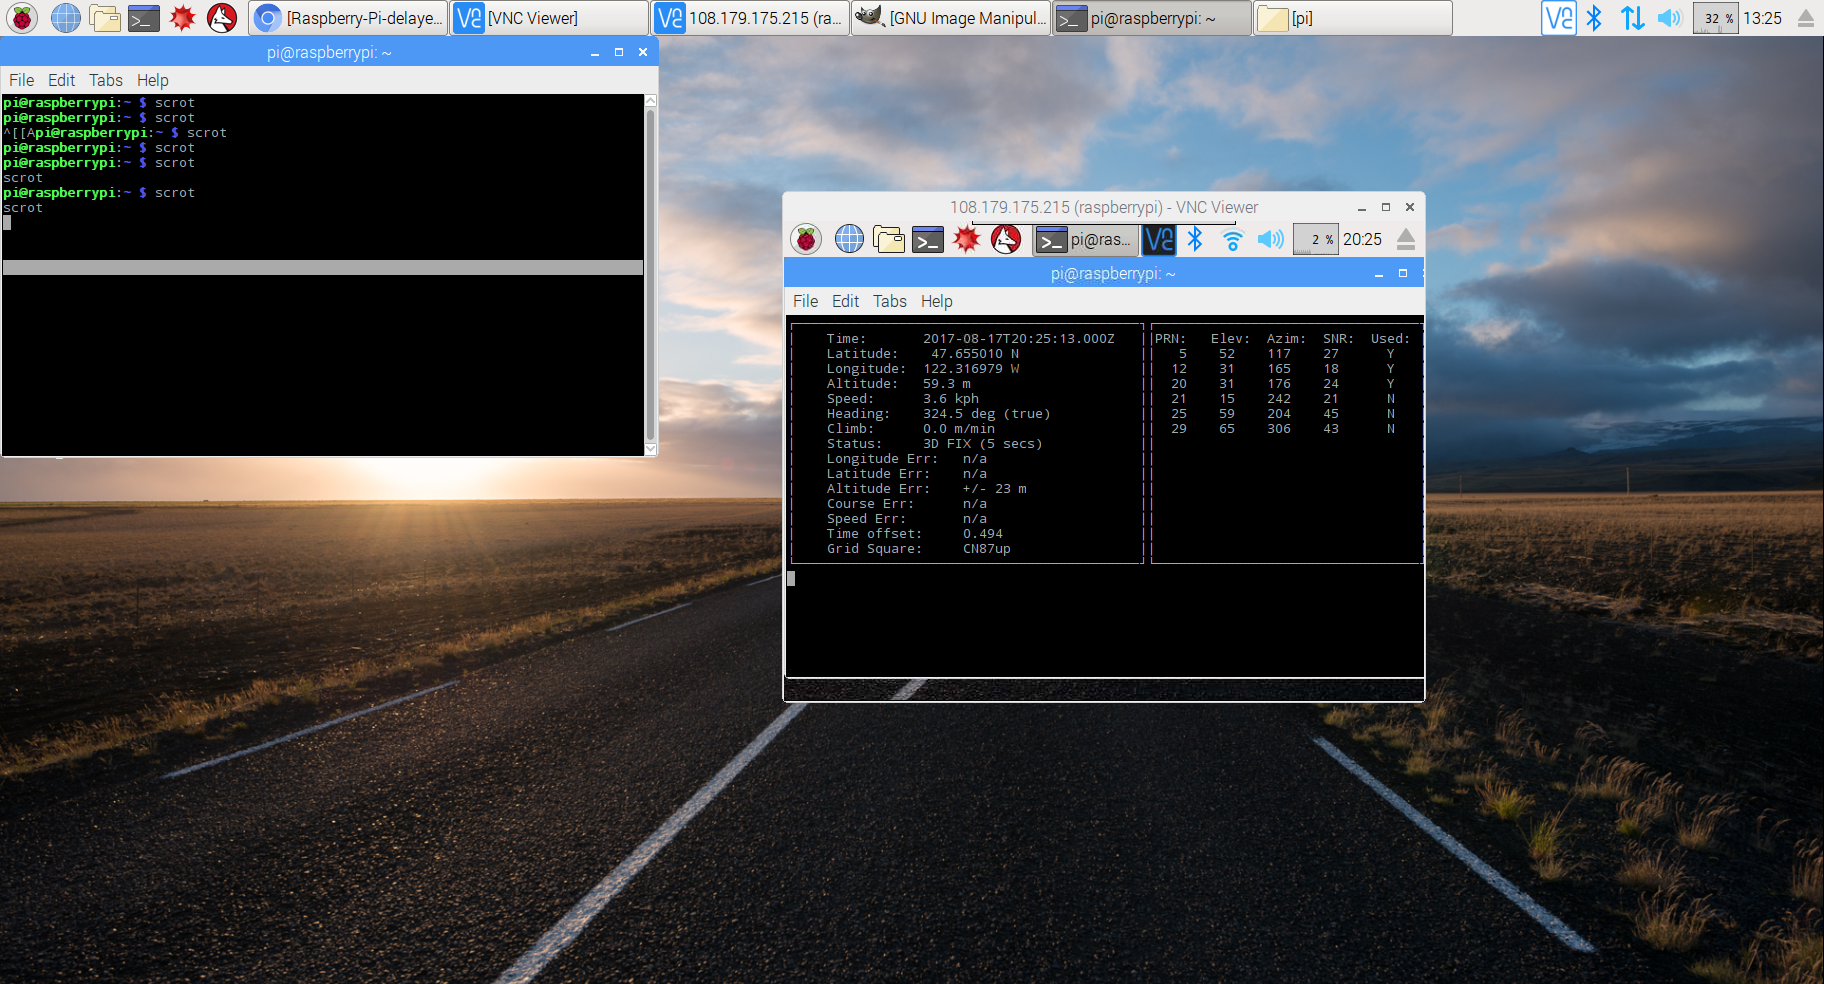 [Raspberry-Pi-delaye... [VNC Viewer] 108.179.175.215 (ra... [GNU Image Manipul... pi@raspberrypi: ~ [pi] 32 % 13:25
pi@raspberrypi: ~
File Edit Tabs Help
pi@raspberrypi:~ $ scrot
pi@raspberrypi:~ $ scrot
^[[Api@raspberrypi:~ $ scrot
pi@raspberrypi:~ $ scrot
pi@raspberrypi:~ $ scrot
scrot
pi@raspberrypi:~ $ scrot
scrot
108.179.175.215 (raspberrypi) - VNC Viewer
pi@ras... 2 % 20:25
pi@raspberrypi: ~
File Edit Tabs Help
Time: 2017-08-17T20:25:13.000Z PRN: Elev: Azim: SNR: Used:
Latitude: 47.655010 N 5 52 117 27 Y
Longitude: 122.316979 W 12 31 165 18 Y
Altitude: 59.3 m 20 31 176 24 Y
Speed: 3.6 kph 21 15 242 21 N
Heading: 324.5 deg (true) 25 59 204 45 N
Climb: 0.0 m/min 29 65 306 43 N
Status: 3D FIX (5 secs)
Longitude Err: n/a
Latitude Err: n/a
Altitude Err: +/- 23 m
Course Err: n/a
Speed Err: n/a
Time offset: 0.494
Grid Square: CN87up